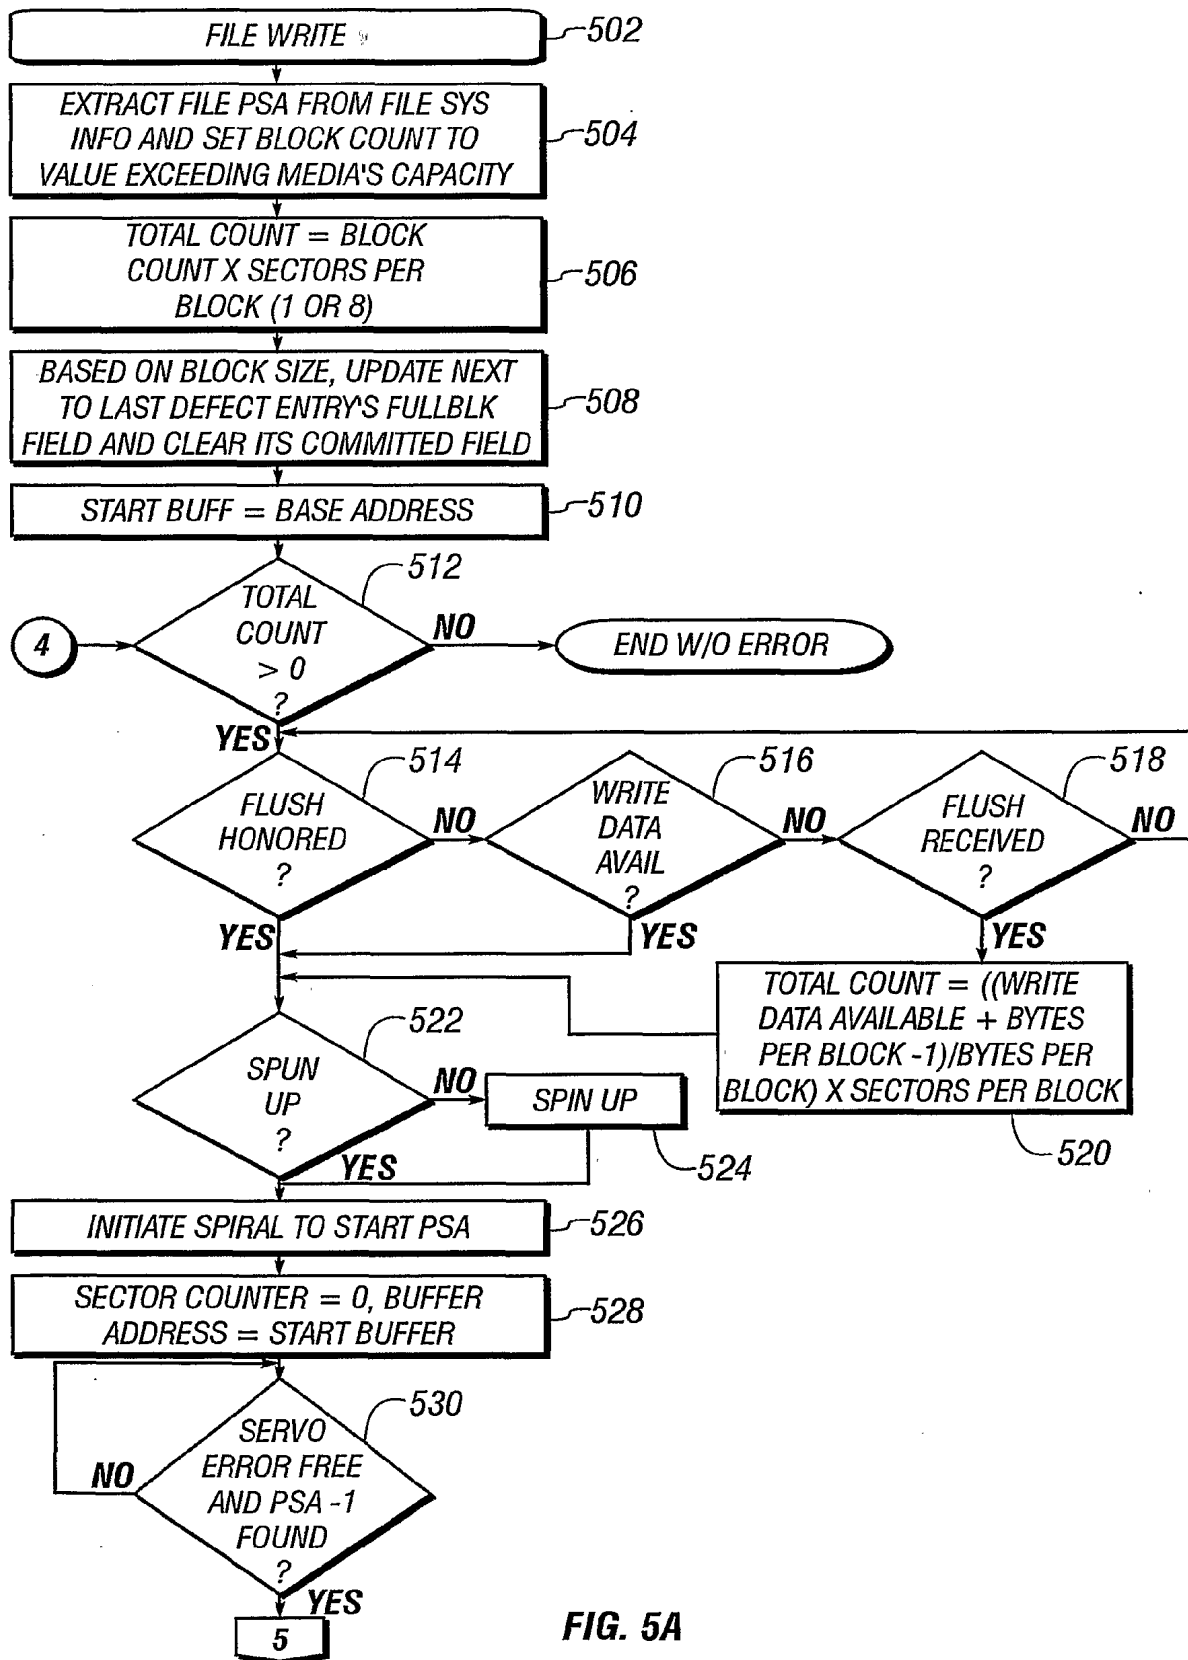 FILE WRITE
502
EXTRACT FILE PSA FROM FILE SYS
INFO AND SET BLOCK COUNT TO
VALUE EXCEEDING MEDIA'S CAPACITY
504
TOTAL COUNT = BLOCK
COUNT X SECTORS PER
BLOCK (1 OR 8)
506
BASED ON BLOCK SIZE, UPDATE NEXT
TO LAST DEFECT ENTRY'S FULLBLK
FIELD AND CLEAR ITS COMMITTED FIELD
508
START BUFF = BASE ADDRESS
510
4
TOTAL
COUNT
> 0
?
512
NO
END W/O ERROR
YES
FLUSH
HONORED
?
514
NO
WRITE
DATA
AVAIL
?
516
NO
FLUSH
RECEIVED
?
518
NO
YES
YES
YES
TOTAL COUNT = ((WRITE
DATA AVAILABLE + BYTES
PER BLOCK -1)/BYTES PER
BLOCK) X SECTORS PER BLOCK
520
SPUN
UP
?
522
NO
SPIN UP
524
YES
INITIATE SPIRAL TO START PSA
526
SECTOR COUNTER = 0, BUFFER
ADDRESS = START BUFFER
528
SERVO
ERROR FREE
AND PSA -1
FOUND
?
530
NO
YES
5
FIG. 5A